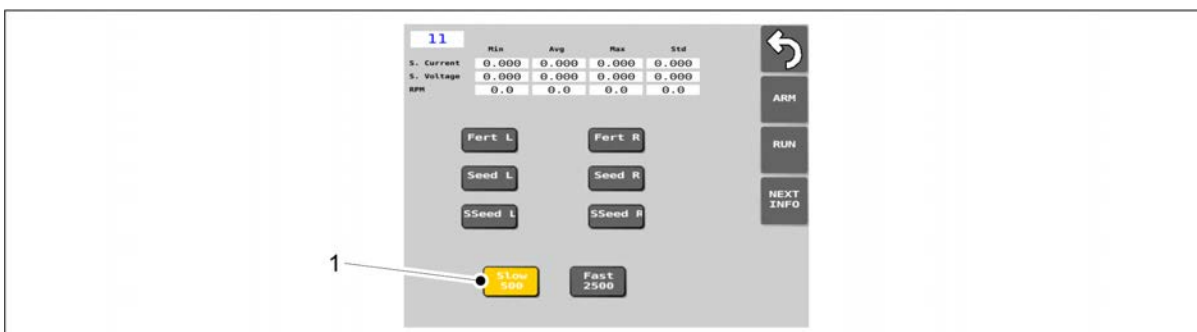 11
Min Avg Max Std
S. Current 0.000 0.000 0.000 0.000
S. Voltage 0.000 0.000 0.000 0.000
RPM 0.0 0.0 0.0 0.0
ARM
RUN
NEXT
INFO
Fert L Fert R
Seed L Seed R
SSeed L SSeed R
1
Slow
500
Fast
2500